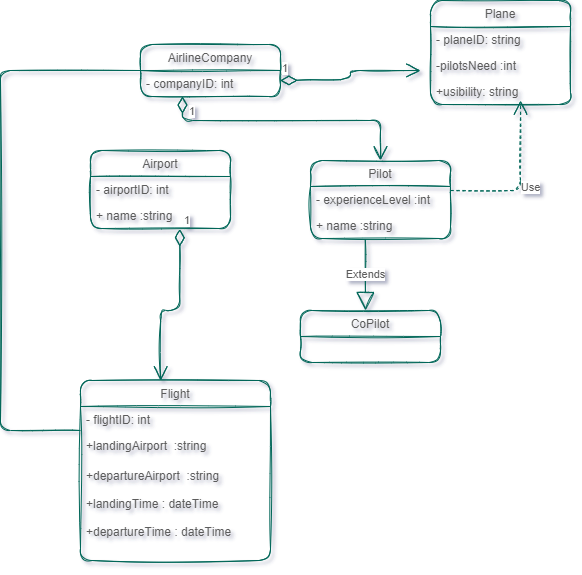 Plane
- planeID: string
-pilotsNeed :int
+usibility: string
AirlineCompany
- companyID: int
1
1
Airport
- airportID: int
+ name :string
1
Pilot
- experienceLevel :int
+ name :string
Use
Extends
CoPilot
Flight
- flightID: int
+landingAirport :string
+departureAirport :string
+landingTime : dateTime
+departureTime : dateTime